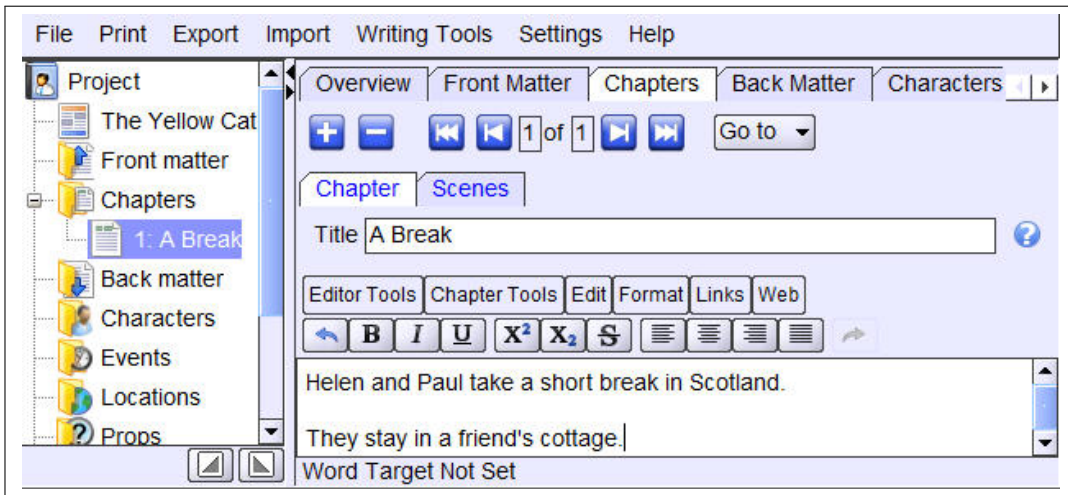 File Print Export Import Writing Tools Settings Help
Project
The Yellow Cat
Front matter
Chapters
1: A Break
Back matter
Characters
Events
Locations
Props
Overview Front Matter Chapters Back Matter Characters
1 of 1 Go to
Chapter Scenes
Title A Break
Editor Tools Chapter Tools Edit Format Links Web
B I U X² X₂ S
Helen and Paul take a short break in Scotland.
They stay in a friend's cottage.
Word Target Not Set